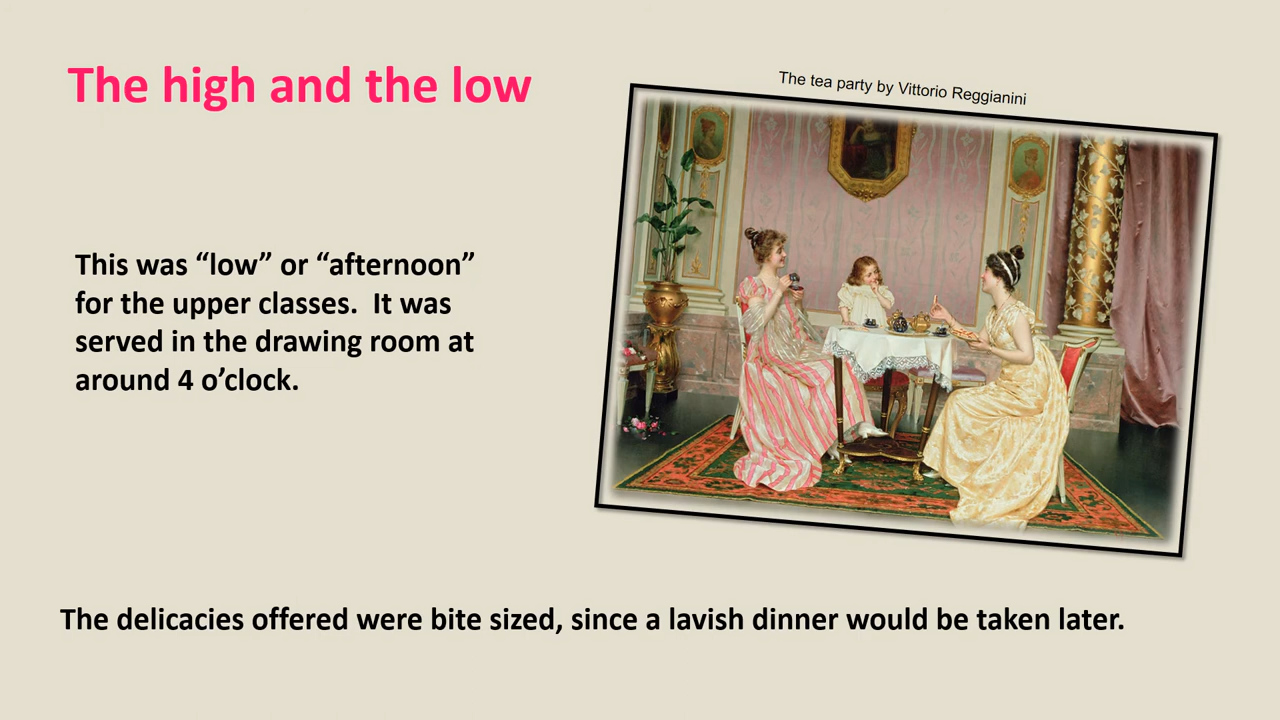 The high and the low
The tea party by Vittorio Reggianini
This was “low” or “afternoon”
for the upper classes.  It was
served in the drawing room at
around 4 o’clock.
The delicacies offered were bite sized, since a lavish dinner would be taken later.